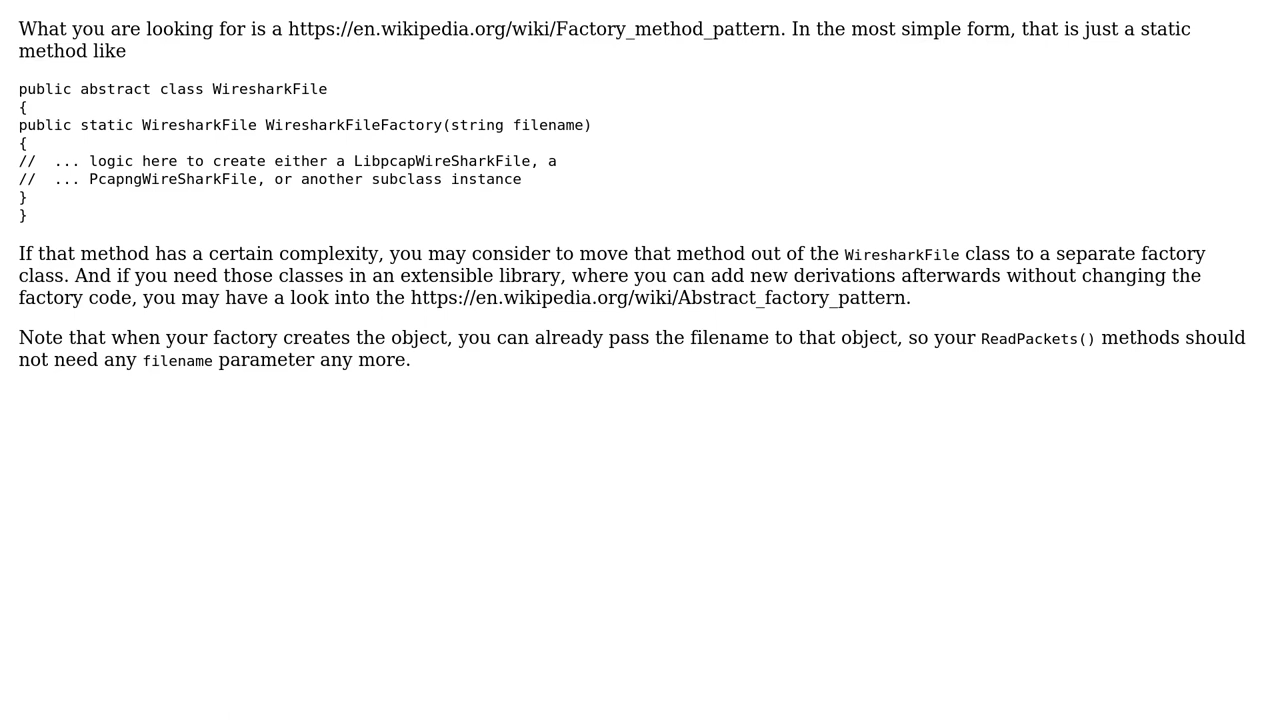 What you are looking for is a https://en.wikipedia.org/wiki/Factory_method_pattern. In the most simple form, that is just a static
method like
public abstract class WiresharkFile
{
public static WiresharkFile WiresharkFileFactory(string filename)
{
//  ... logic here to create either a LibpcapWireSharkFile, a
//  ... PcapngWireSharkFile, or another subclass instance
}
}
If that method has a certain complexity, you may consider to move that method out of the WiresharkFile class to a separate factory
class. And if you need those classes in an extensible library, where you can add new derivations afterwards without changing the
factory code, you may have a look into the https://en.wikipedia.org/wiki/Abstract_factory_pattern.
Note that when your factory creates the object, you can already pass the filename to that object, so your ReadPackets() methods should
not need any filename parameter any more.